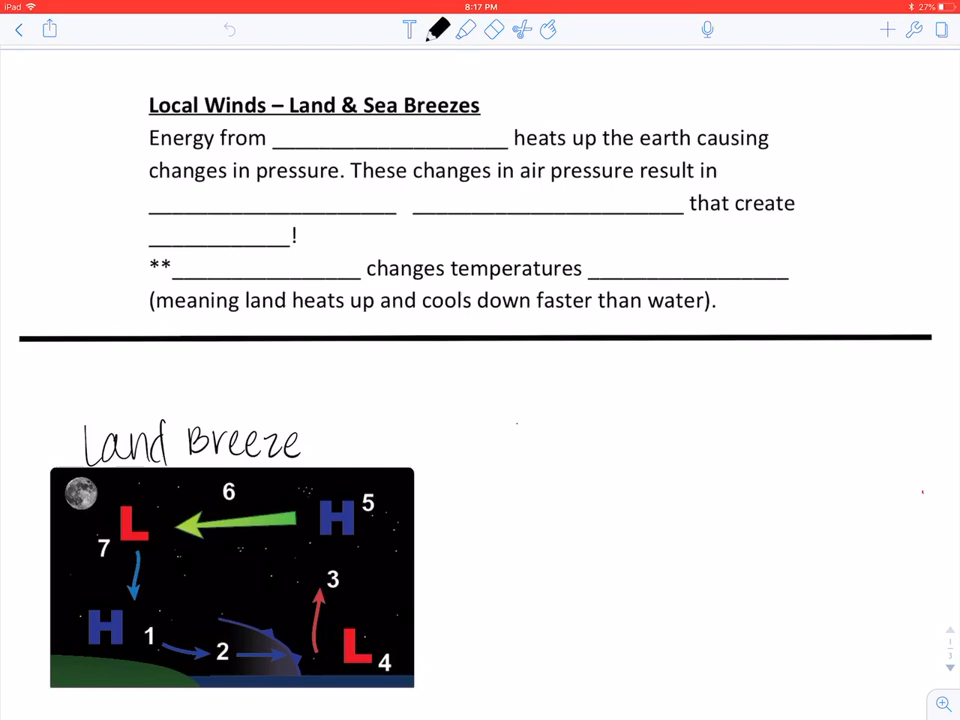 iPad 8:17 PM 27%
T
Local Winds – Land & Sea Breezes
Energy from ____________________ heats up the earth causing
changes in pressure. These changes in air pressure result in
_____________________ _______________________ that create
____________!
**________________ changes temperatures _________________
(meaning land heats up and cools down faster than water).
Land Breeze
6
L H 5
7
3
H 1 2 L 4
1
3